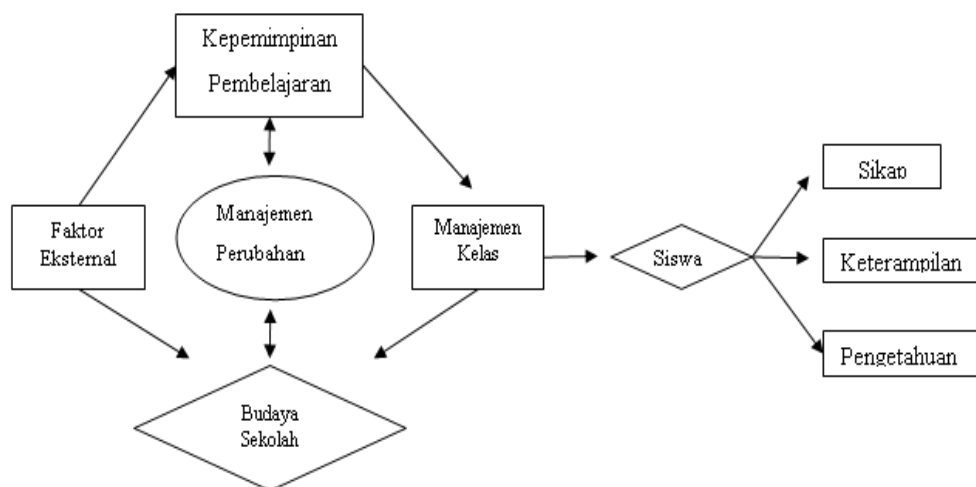 Kepemimpinan
Pembelajaran
Faktor
Eksternal
Manajemen
Perubahan
Manajemen
Kelas
Siswa
Sikap
Keterampilan
Pengetahuan
Budaya
Sekolah